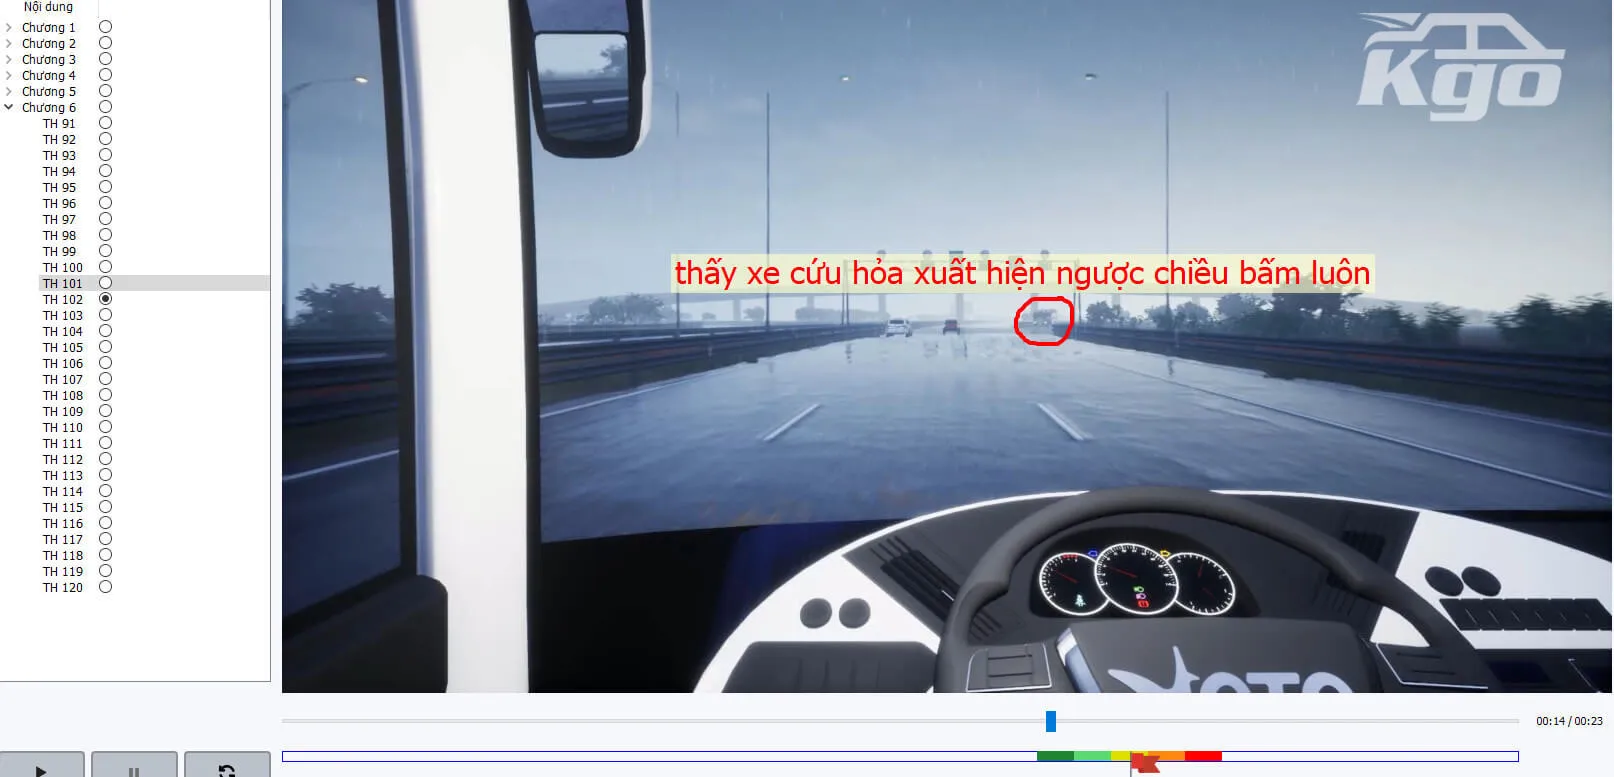 Nội dung
Chương 1
Chương 2
Chương 3
Chương 4
Chương 5
Chương 6
TH 91
TH 92
TH 93
TH 94
TH 95
TH 96
TH 97
TH 98
TH 99
TH 100
TH 101
TH 102
TH 103
TH 104
TH 105
TH 106
TH 107
TH 108
TH 109
TH 110
TH 111
TH 112
TH 113
TH 114
TH 115
TH 116
TH 117
TH 118
TH 119
TH 120
Kgo
thấy xe cứu hỏa xuất hiện ngược chiều bấm luôn
00:14 / 00:23